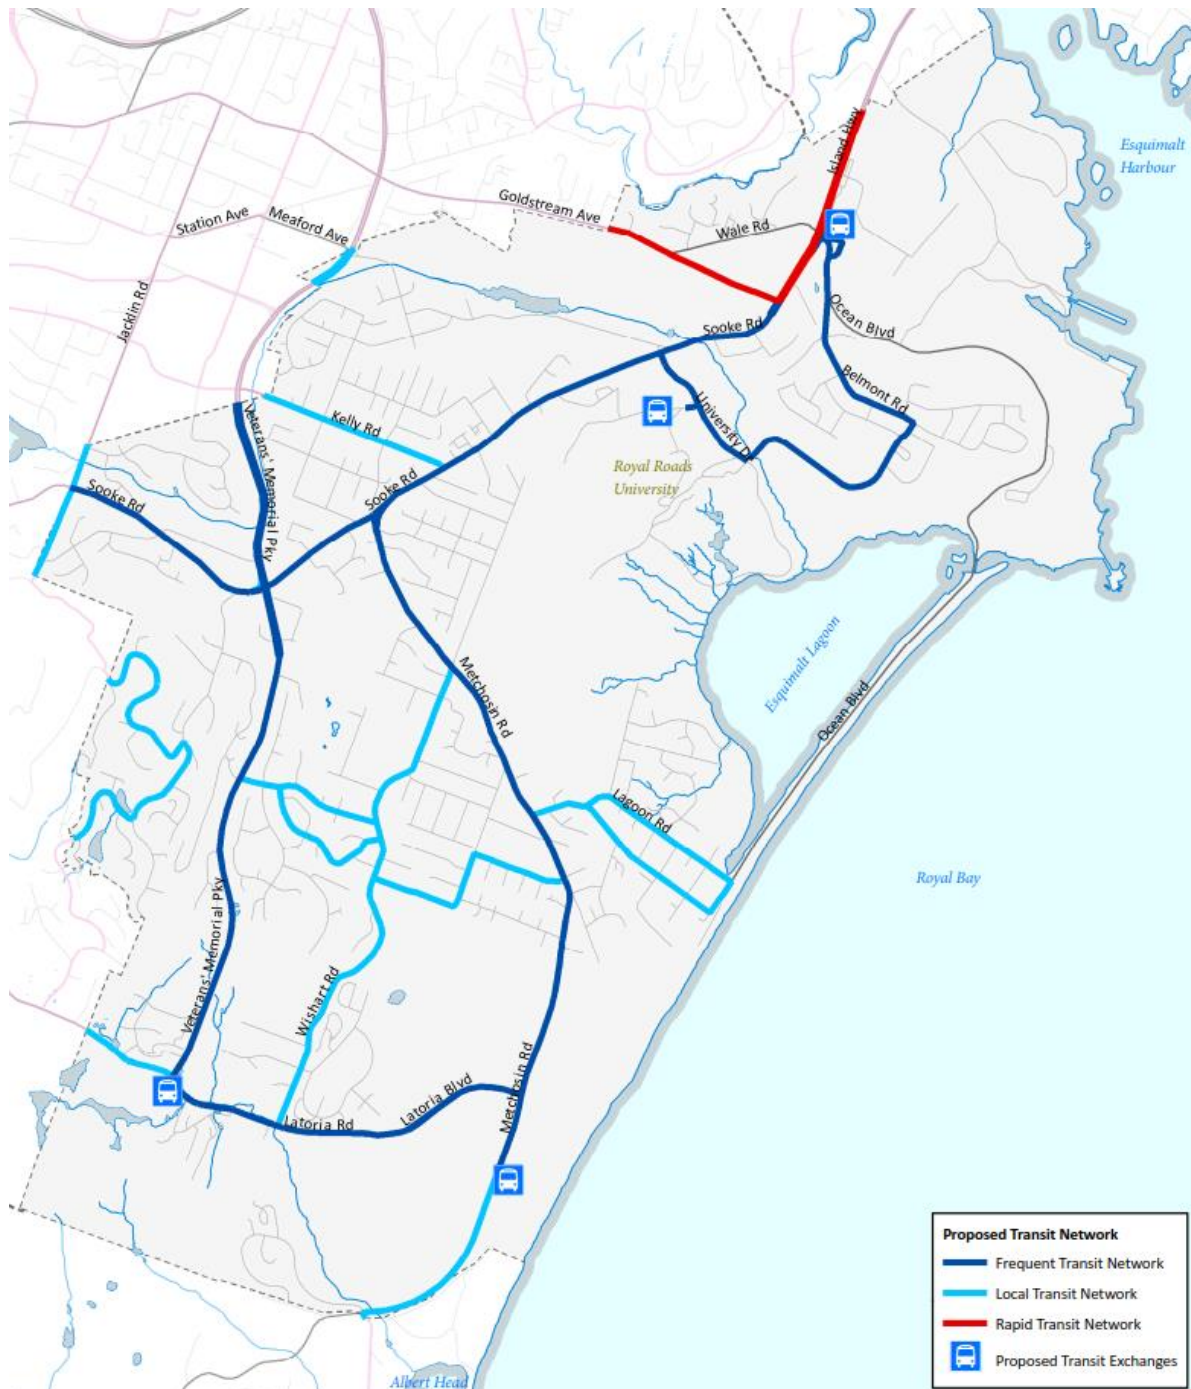 Island Hwy
Esquimalt
Harbour
Goldstream Ave
Station Ave
Meaford Ave
Wale Rd
Jacklin Rd
Ocean Blvd
Sooke Rd
Belmont Rd
Kelly Rd
Veterans' Memorial Pky
University D
Royal Roads
University
Sooke Rd
Sooke Rd
Metchosin Rd
Esquimalt Lagoon
Ocean Blvd
Lagoon Rd
Royal Bay
Veterans' Memorial Pky
Wishart Rd
Metchosin Rd
Latoria Blvd
Latoria Rd
Albert Head
Proposed Transit Network
Frequent Transit Network
Local Transit Network
Rapid Transit Network
Proposed Transit Exchanges